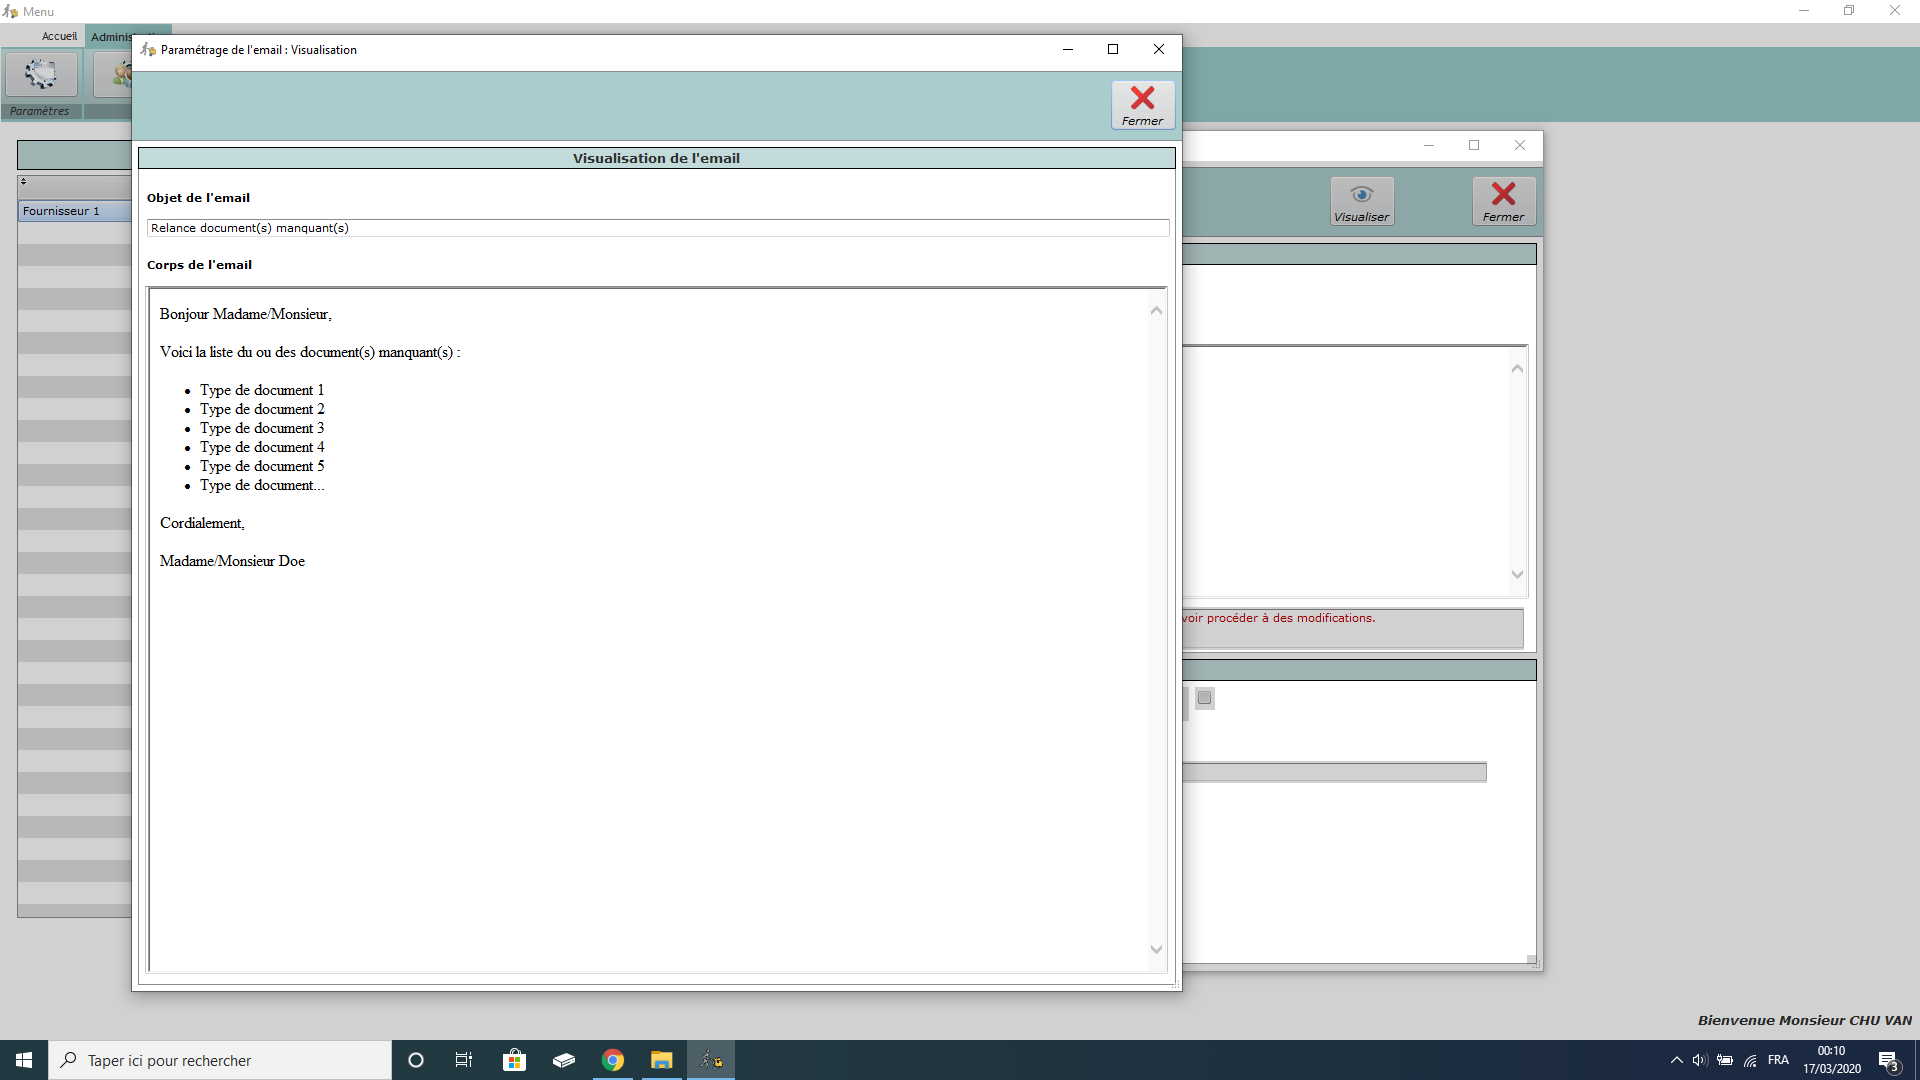 Menu
Accueil
Administ
Paramétrage de l'email : Visualisation
Fermer
Paramètres
Visualisation de l'email
Objet de l'email
Relance document(s) manquant(s)
Corps de l'email
Bonjour Madame/Monsieur,
Voici la liste du ou des document(s) manquant(s) :
• Type de document 1
• Type de document 2
• Type de document 3
• Type de document 4
• Type de document 5
• Type de document...
Cordialement,
Madame/Monsieur Doe
Fournisseur 1
Visualiser
Fermer
voir procéder à des modifications.
Bienvenue Monsieur CHU VAN
Taper ici pour rechercher
FRA
00:10
17/03/2020
3